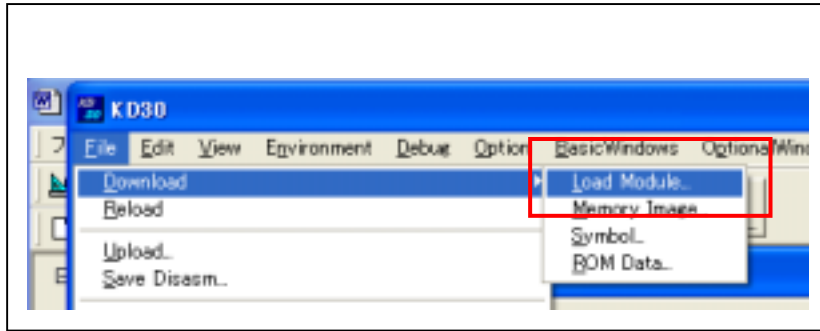 KD30
File Edit View Environment Debug Option BasicWindows
Download
Load Module...
Reload
Memory Image...
Upload...
Symbol...
Save Disasm...
ROM Data...